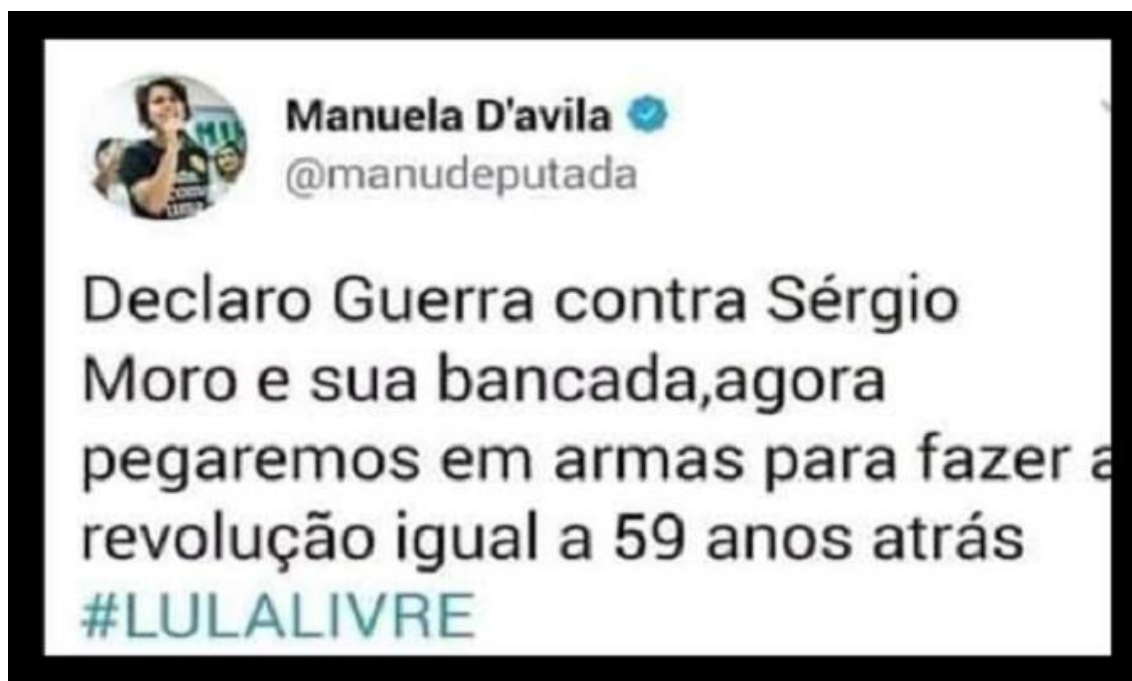 Manuela D'avila
@manudeputada
Declaro Guerra contra Sérgio
Moro e sua bancada,agora
pegaremos em armas para fazer a
revolução igual a 59 anos atrás
#LULALIVRE